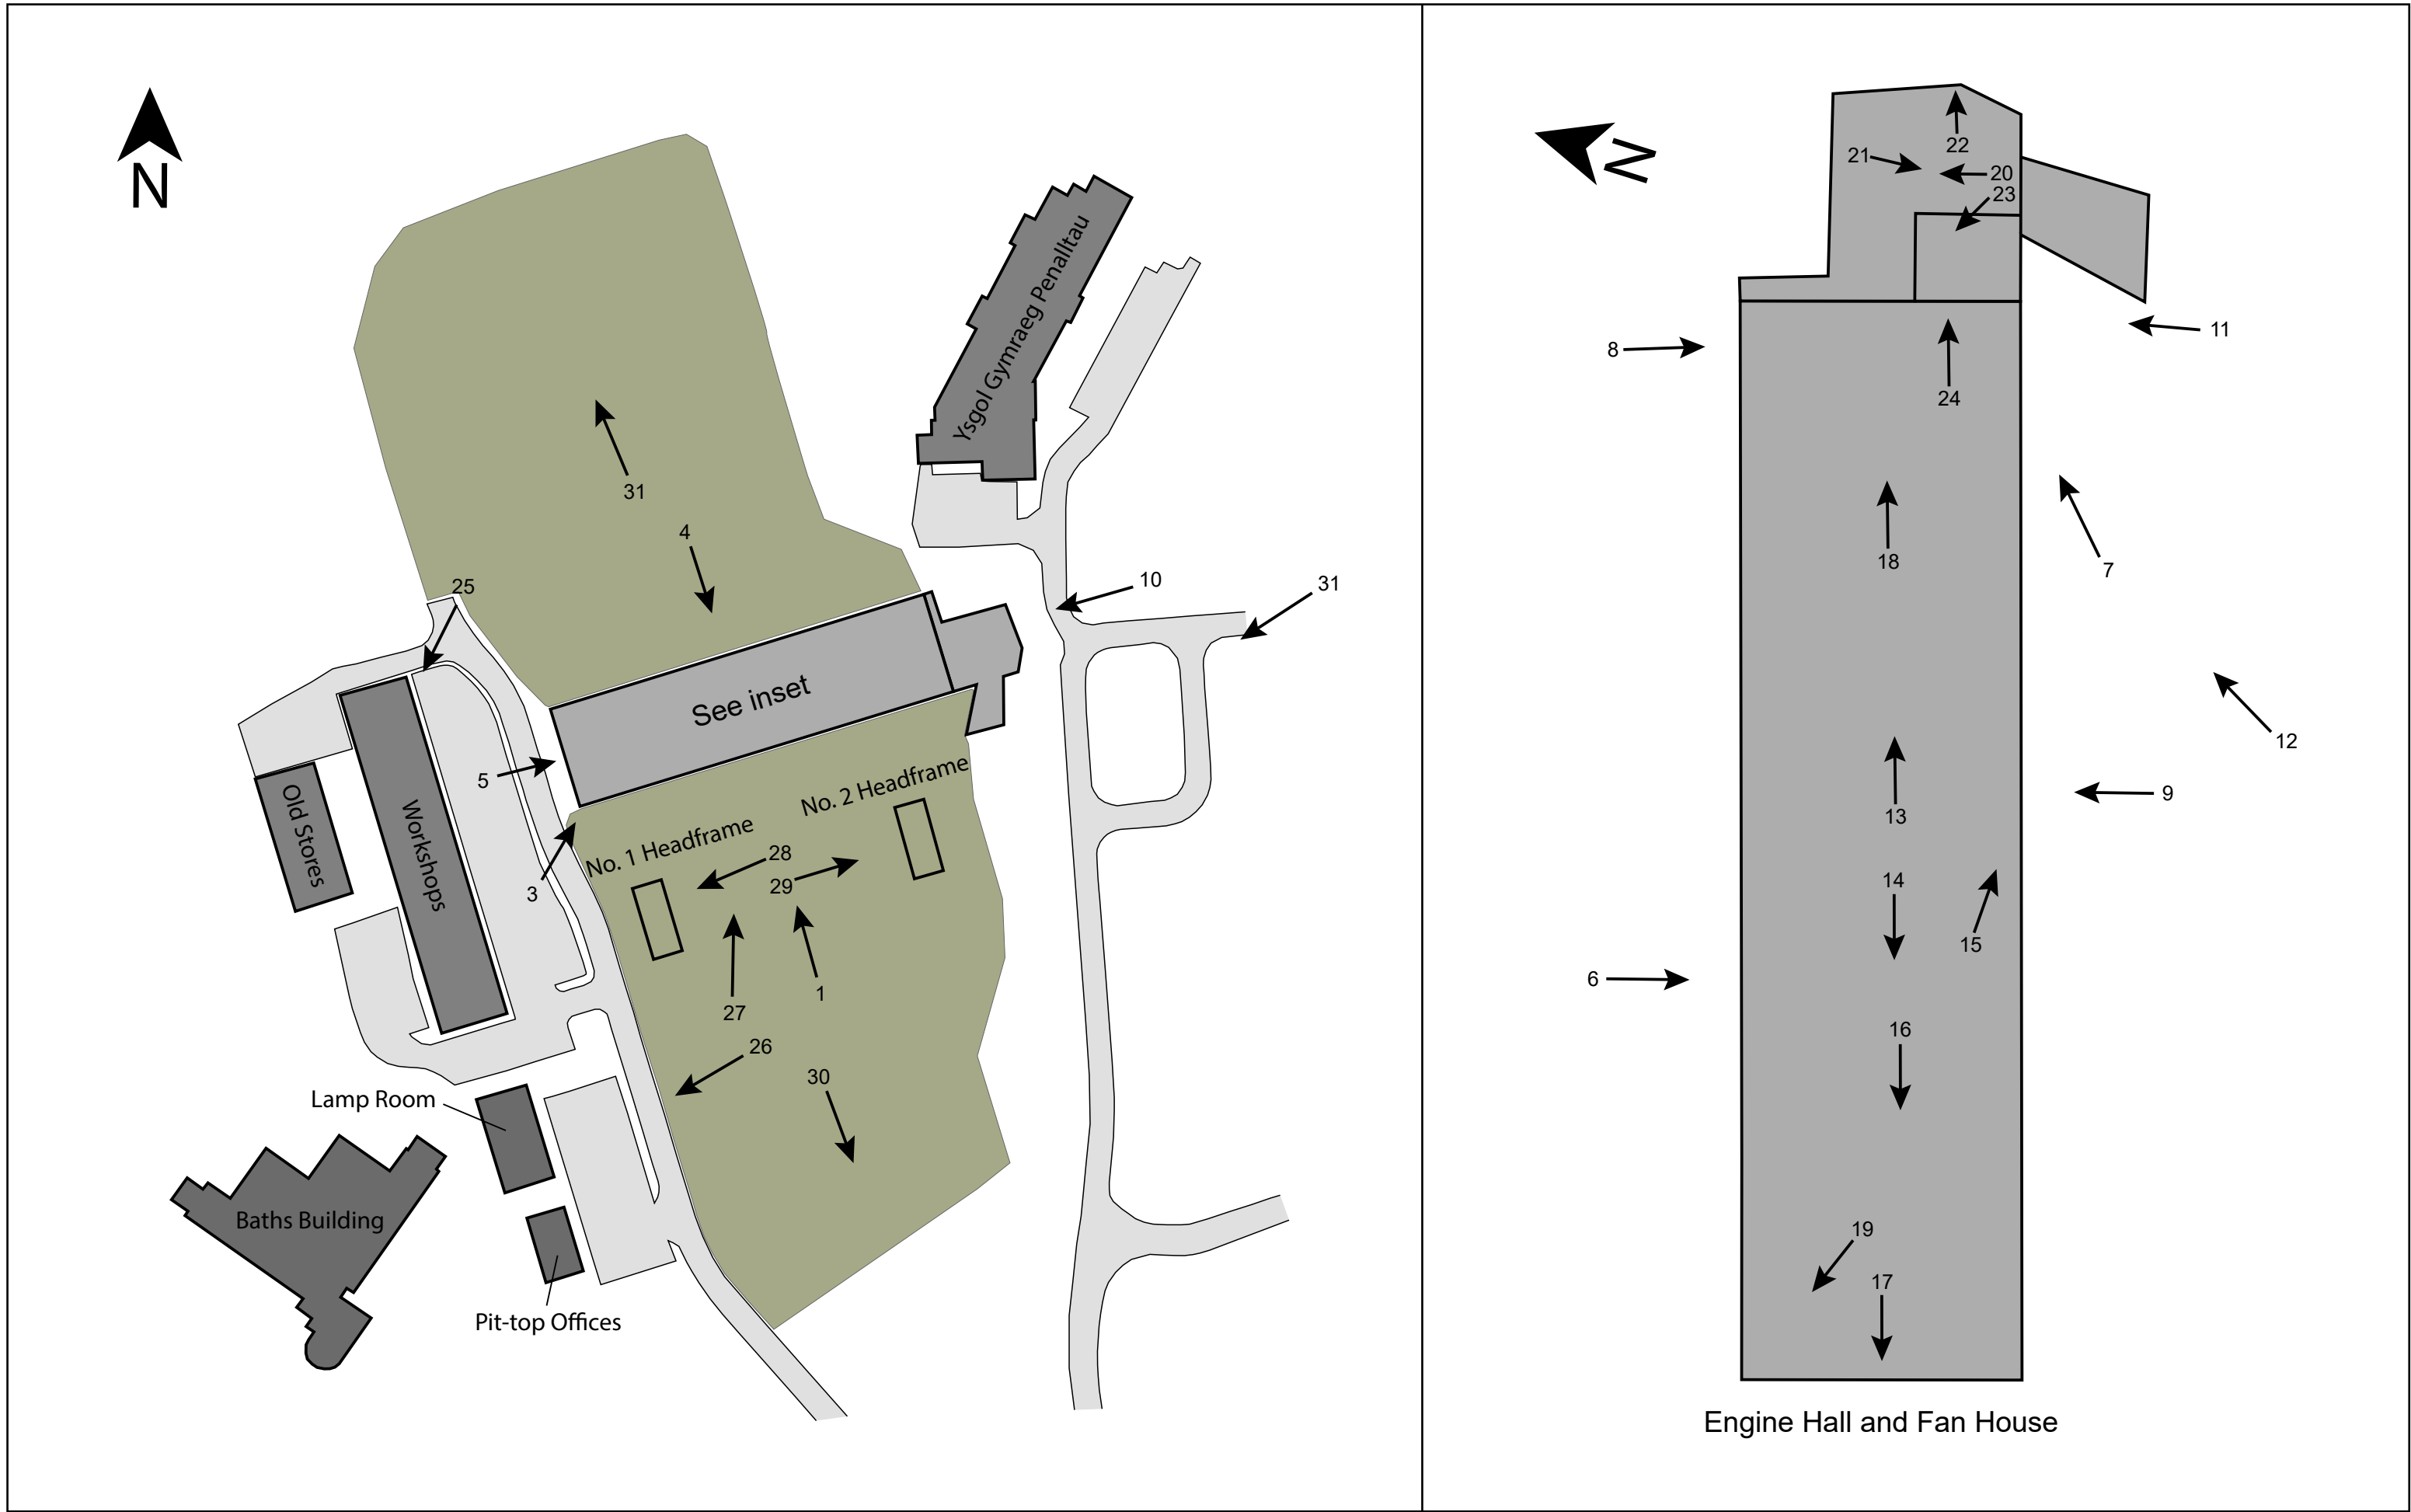 N
Ysgol Gymraeg Penalltau
31
4
25
10
31
See inset
5
Old Stores
Workshops
No. 2 Headframe
No. 1 Headframe
28
29
3
1
27
26
30
Lamp Room
Baths Building
Pit-top Offices
N
22
21
20
23
11
8
24
18
7
12
13
9
14
15
6
16
19
17
Engine Hall and Fan House